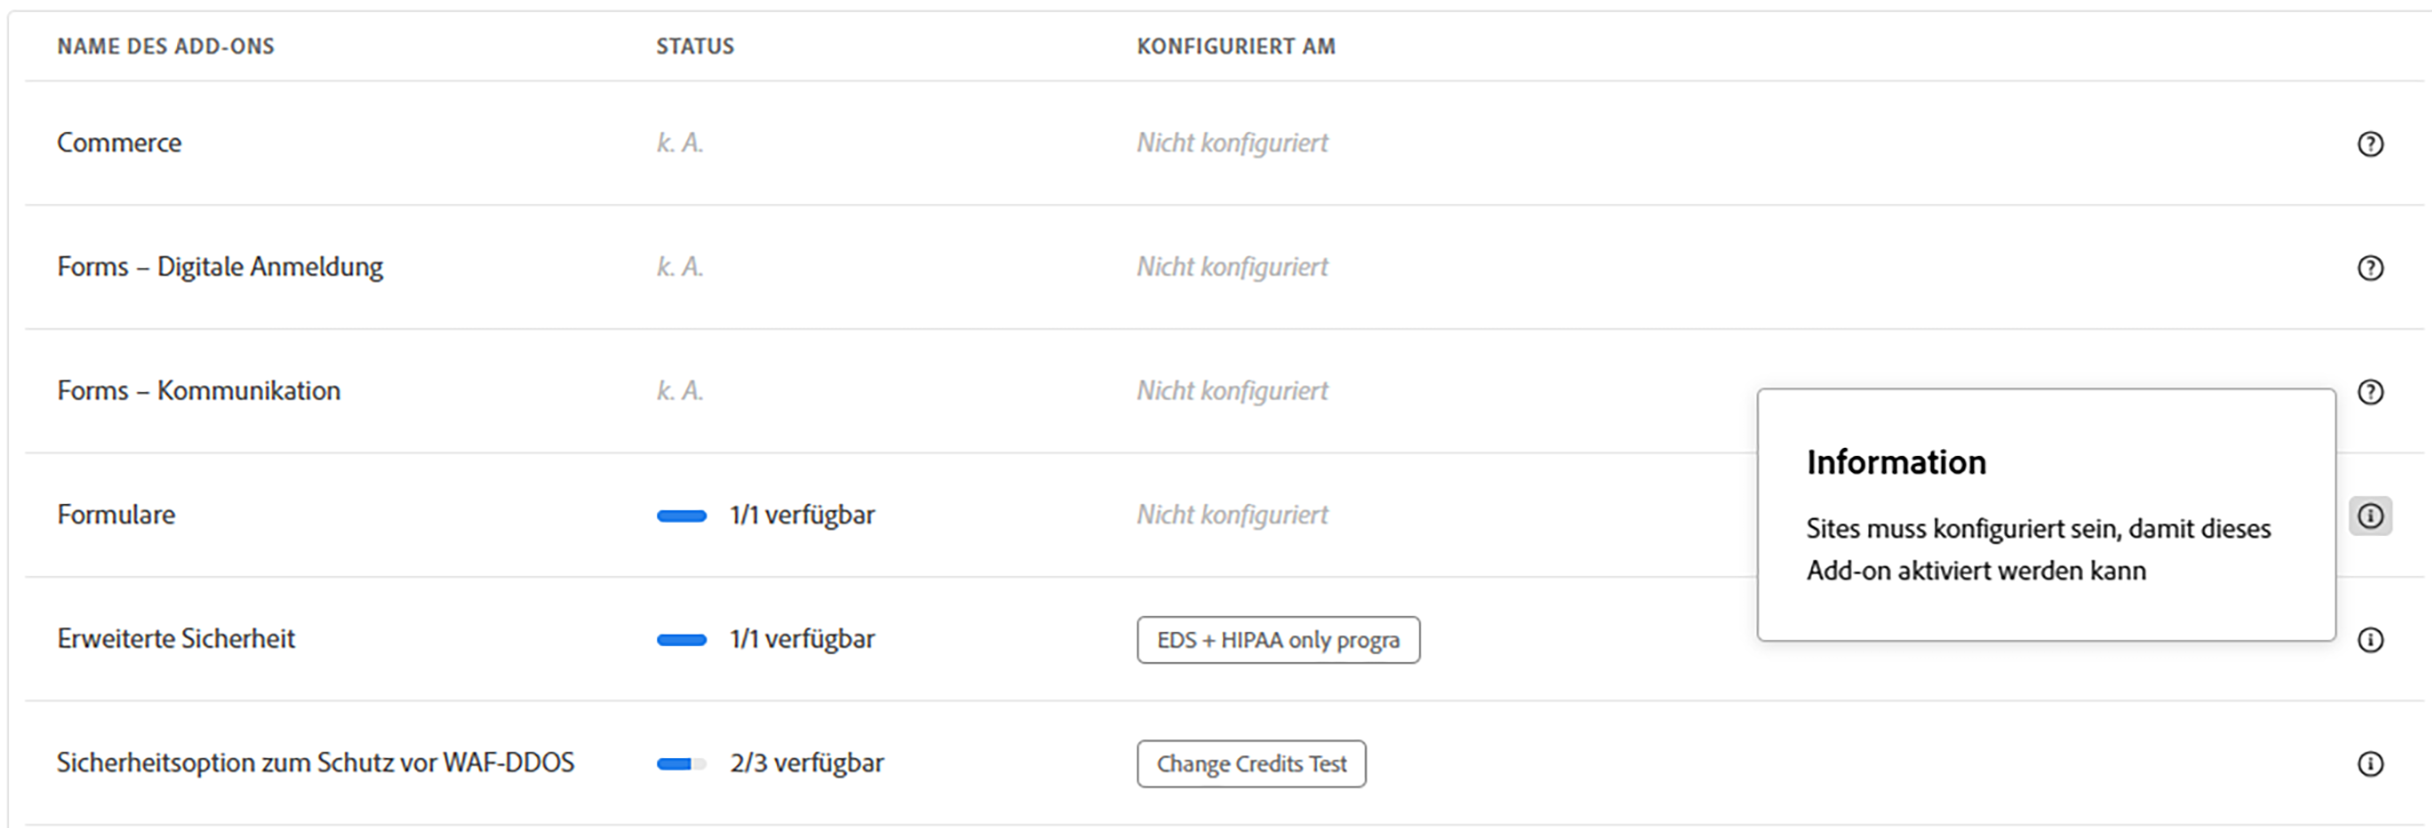 NAME DES ADD-ONS STATUS KONFIGURIERT AM
Commerce k. A. Nicht konfiguriert
Forms – Digitale Anmeldung k. A. Nicht konfiguriert
Forms – Kommunikation k. A. Nicht konfiguriert
Formulare 1/1 verfügbar Nicht konfiguriert
Information
Sites muss konfiguriert sein, damit dieses
Add-on aktiviert werden kann
Erweiterte Sicherheit 1/1 verfügbar EDS + HIPAA only progra
Sicherheitsoption zum Schutz vor WAF-DDOS 2/3 verfügbar Change Credits Test